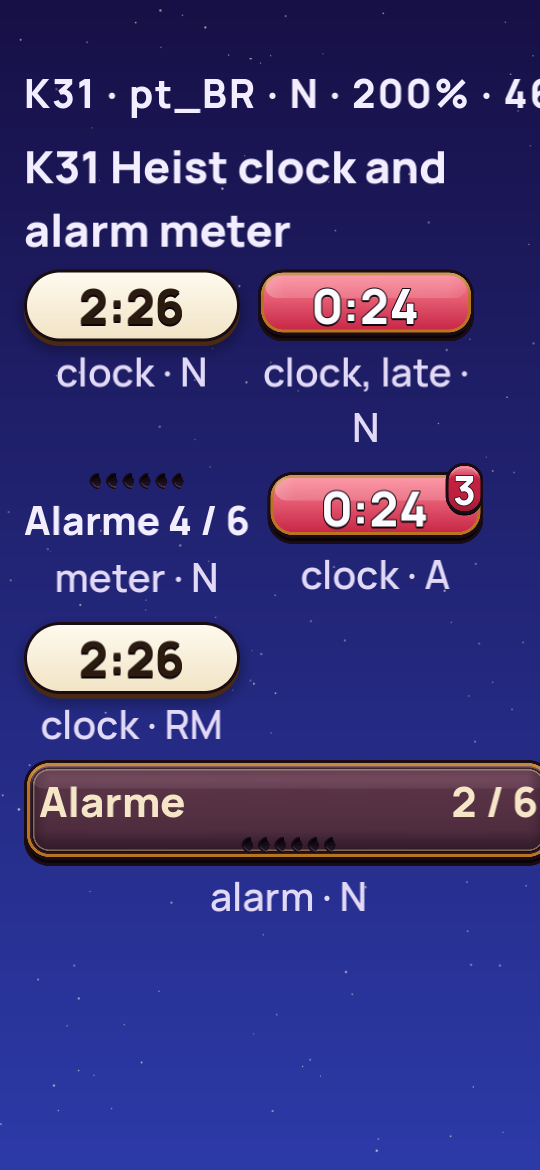 K31 · pt_BR · N · 200% · 46
K31 Heist clock and
alarm meter
2:26
0:24
clock · N
clock, late ·
N
Alarme 4 / 6
0:24
3
meter · N
clock · A
2:26
clock · RM
Alarme 2 / 6
alarm · N